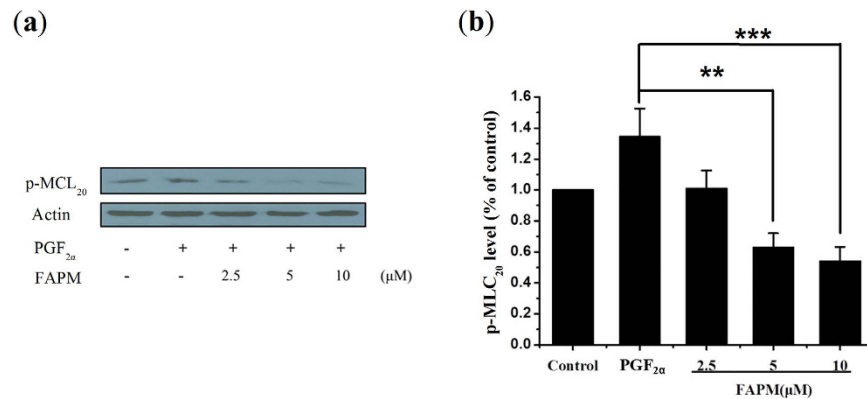 (a)
p-MCL20
Actin
PGF2α - + + + +
FAPM - - 2.5 5 10 (μM)
(b)
***
**
p-MLC20 level (% of control)
1.6
1.4
1.2
1.0
0.8
0.6
0.4
0.2
0.0
Control PGF2α 2.5 5 10
FAPM(μM)